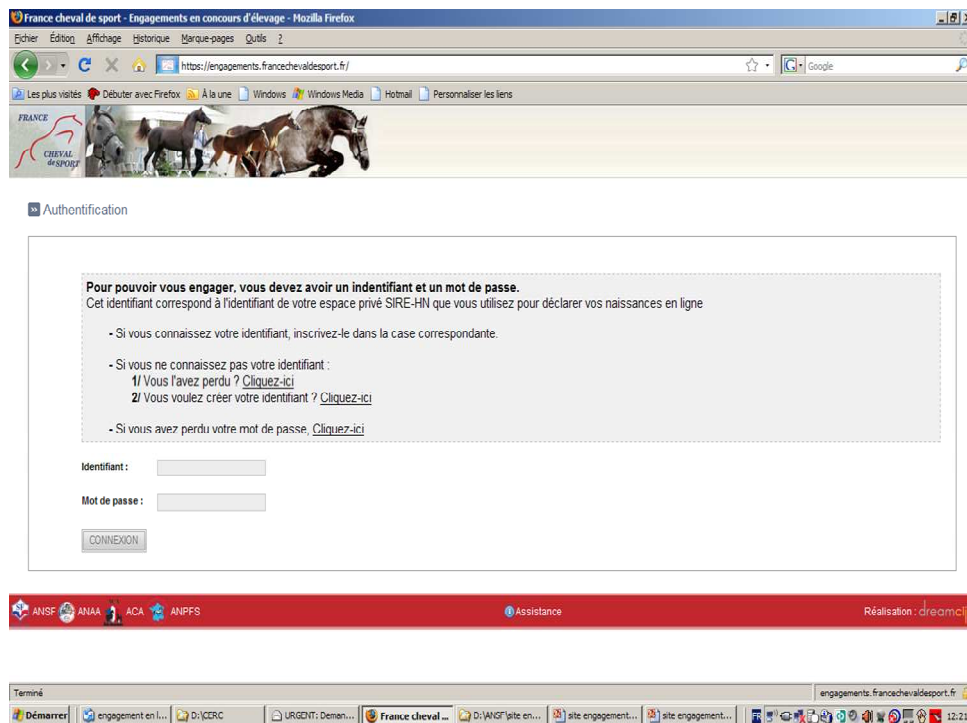 France cheval de sport - Engagements en concours d'élevage - Mozilla Firefox
Fichier Édition Affichage Historique Marque-pages Outils ?
https://engagements.francechevaldesport.fr/
Google
Les plus visités Débuter avec Firefox À la une Windows Windows Media Hotmail Personnaliser les liens
FRANCE
CHEVAL
de SPORT
Authentification
Pour pouvoir vous engager, vous devez avoir un indentifiant et un mot de passe.
Cet identifiant correspond à l'identifiant de votre espace privé SIRE-HN que vous utilisez pour déclarer vos naissances en ligne
- Si vous connaissez votre identifiant, inscrivez-le dans la case correspondante.
- Si vous ne connaissez pas votre identifiant :
1/ Vous l'avez perdu ? Cliquez-ici
2/ Vous voulez créer votre identifiant ? Cliquez-ici
- Si vous avez perdu votre mot de passe, Cliquez-ici
Identifiant :
Mot de passe :
CONNEXION
ANSF ANAA ACA ANPFS Assistance Réalisation : dreamcli
Terminé engagements.francechevaldesport.fr
Démarrer engagement en l... D:\CERC URGENT: Deman... France cheval ... D:\ANSF\site en... site engagement... site engagement... FR 12:21